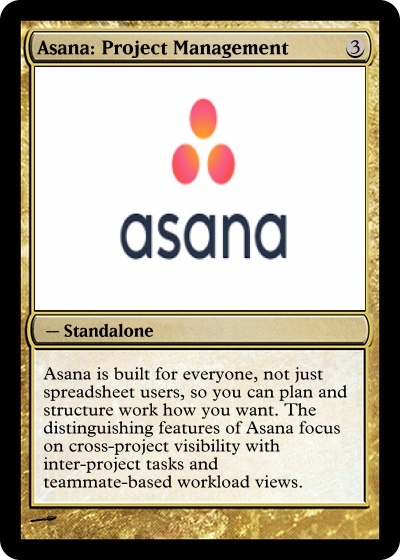 Asana: Project Management 3
asana
— Standalone
Asana is built for everyone, not just
spreadsheet users, so you can plan and
structure work how you want. The
distinguishing features of Asana focus
on cross-project visibility with
inter-project tasks and
teammate-based workload views.